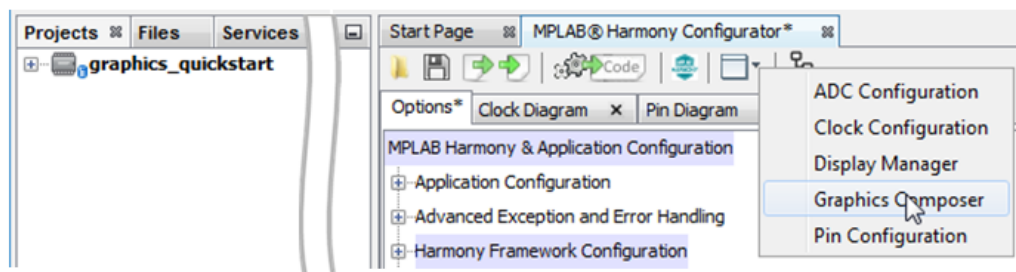 Projects Files Services
graphics_quickstart
Start Page MPLAB® Harmony Configurator*
Code
Options* Clock Diagram Pin Diagram
MPLAB Harmony & Application Configuration
Application Configuration
Advanced Exception and Error Handling
Harmony Framework Configuration
ADC Configuration
Clock Configuration
Display Manager
Graphics Composer
Pin Configuration